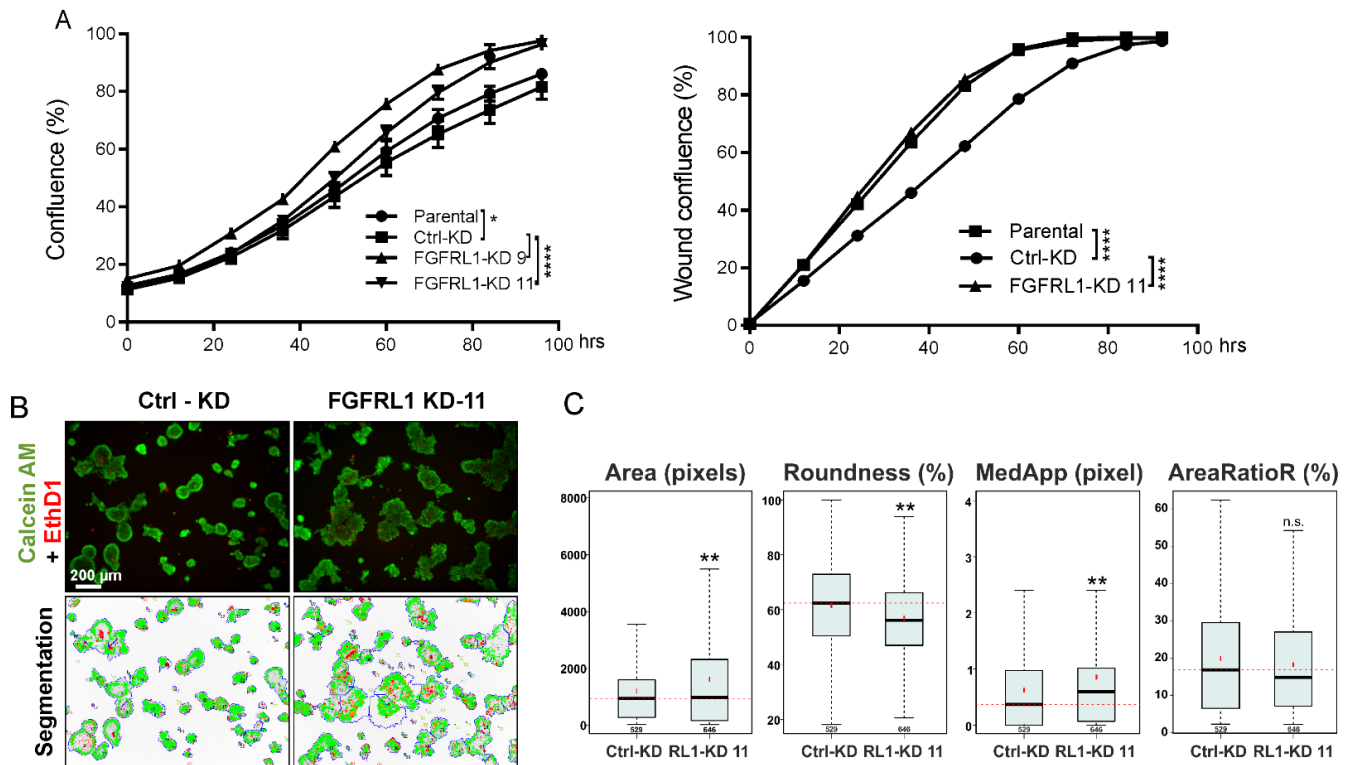 A
Confluence (%)
100
80
60
40
20
0
0 20 40 60 80 100 hrs
Parental
Ctrl-KD
FGFRL1-KD 9
FGFRL1-KD 11
*
****
Wound confluence (%)
100
80
60
40
20
0
0 20 40 60 80 100 hrs
Parental
Ctrl-KD
FGFRL1-KD 11
****
****
B
Ctrl - KD FGFRL1 KD-11
Calcein AM
+ EthD1
200 µm
Segmentation
C
Area (pixels)
8000
6000
4000
2000
0
**
529 646
Ctrl-KD RL1-KD 11
Roundness (%)
100
80
60
40
20
**
529 646
Ctrl-KD RL1-KD 11
MedApp (pixel)
4
3
2
1
0
**
529 646
Ctrl-KD RL1-KD 11
AreaRatioR (%)
60
50
40
30
20
10
0
n.s.
529 646
Ctrl-KD RL1-KD 11